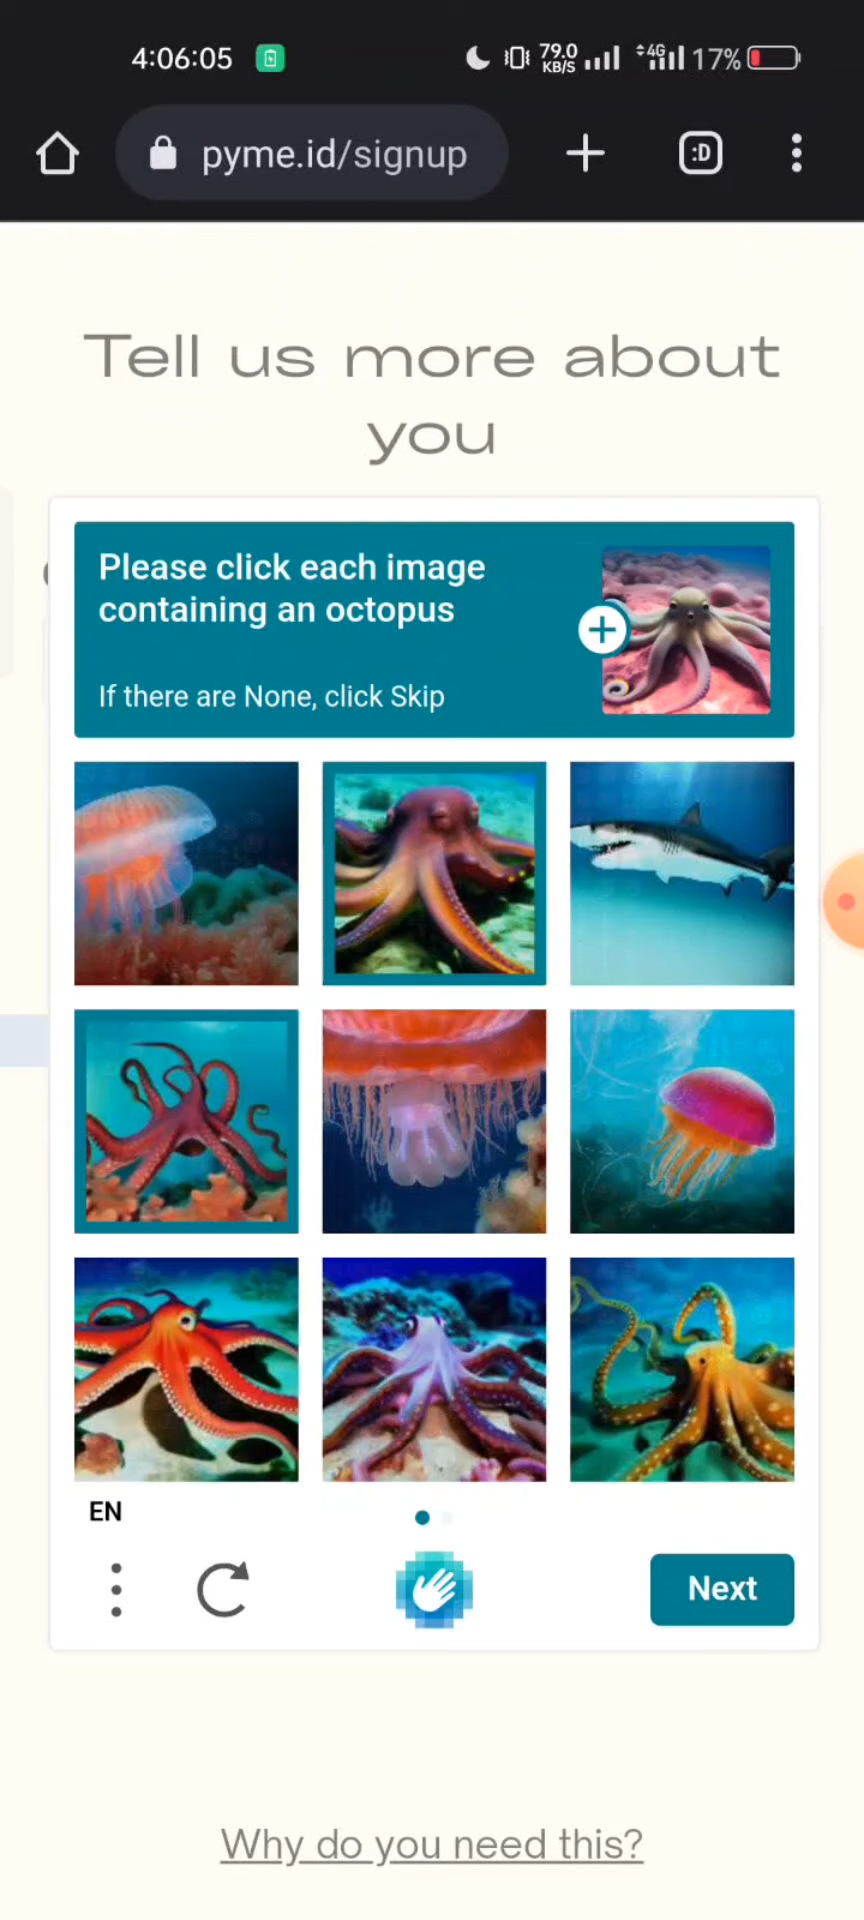 4:06:05 79.0 KB/S 4G 17%
pyme.id/signup :D
Tell us more about
you
Please click each image
containing an octopus
If there are None, click Skip
EN
Next
Why do you need this?